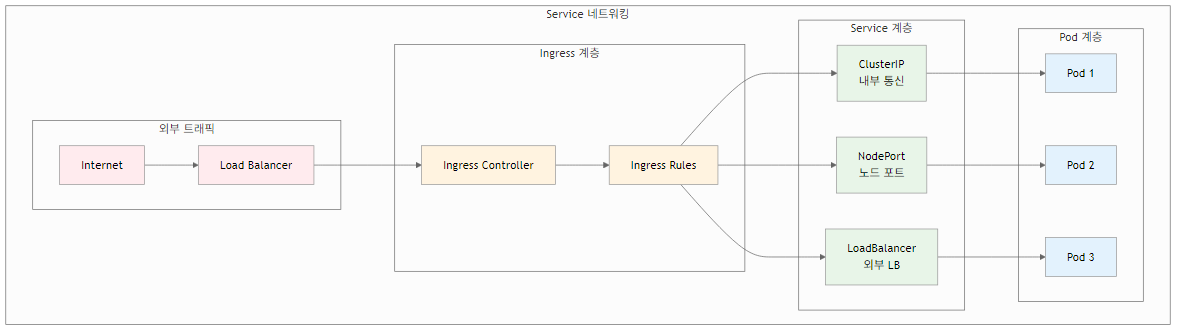 Service 네트워킹
외부 트래픽
Internet
Load Balancer
Ingress 계층
Ingress Controller
Ingress Rules
Service 계층
ClusterIP
내부 통신
NodePort
노드 포트
LoadBalancer
외부 LB
Pod 계층
Pod 1
Pod 2
Pod 3